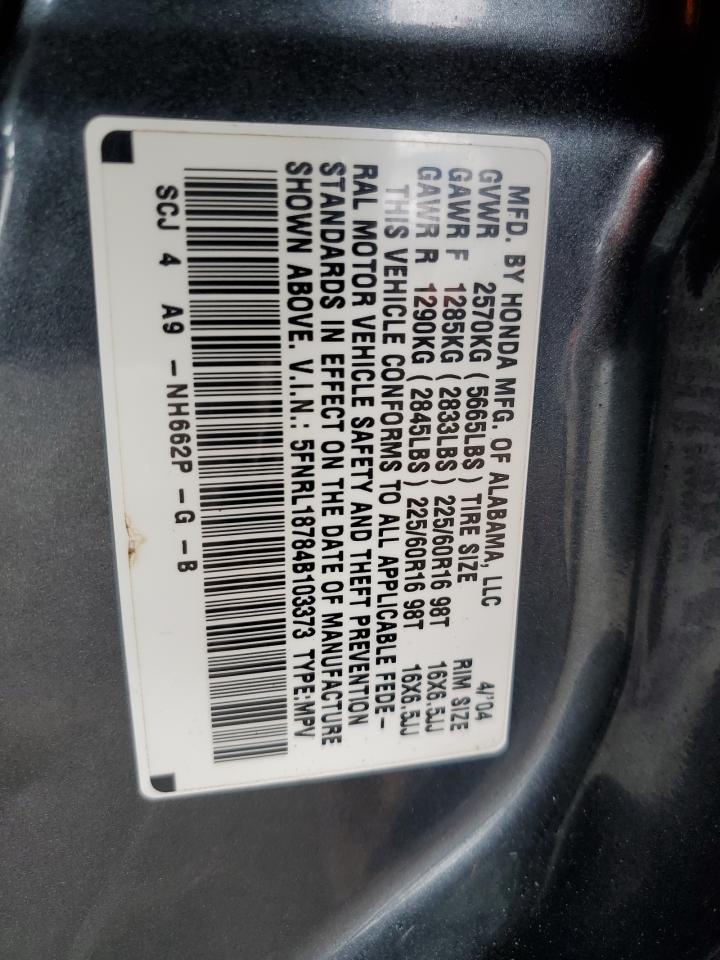 MFD. BY HONDA MFG. OF ALABAMA, LLC 4/'04
GVWR 2570KG ( 5665LBS ) TIRE SIZE RIM SIZE
GAWR F 1285KG ( 2833LBS ) 225/60R16 98T 16X6.5JJ
GAWR R 1290KG ( 2845LBS ) 225/60R16 98T 16X6.5JJ
THIS VEHICLE CONFORMS TO ALL APPLICABLE FEDE-
RAL MOTOR VEHICLE SAFETY AND THEFT PREVENTION
STANDARDS IN EFFECT ON THE DATE OF MANUFACTURE
SHOWN ABOVE. V.I.N.: 5FNRL18784B103373 TYPE:MPV
SCJ 4 A9 - NH662P - G - B